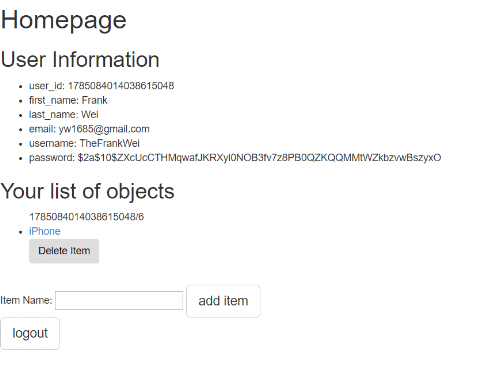 Homepage
User Information
user_id: 1785084014038615048
first_name: Frank
last_name: Wei
email: yw1685@gmail.com
username: TheFrankWei
password: $2a$10$ZXcUcCTHMqwafJKRXyl0NOB3fv7z8PB0QZKQQMMtWZkbzvwBszyxO
Your list of objects
1785084014038615048/6
iPhone
Delete Item
Item Name:
add item
logout